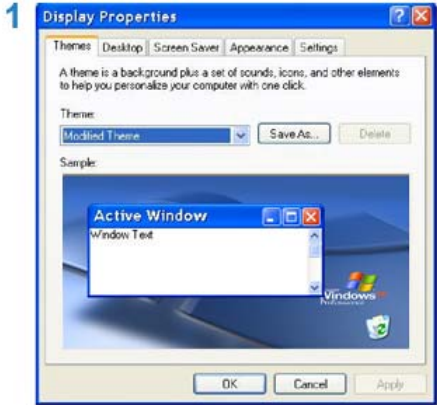 1
Display Properties
Themes Desktop Screen Saver Appearance Settings
A theme is a background plus a set of sounds, icons, and other elements
to help you personalize your computer with one click.
Theme:
Modified Theme Save As... Delete
Sample:
Active Window
Window Text
Windows xp
Professional
OK Cancel Apply